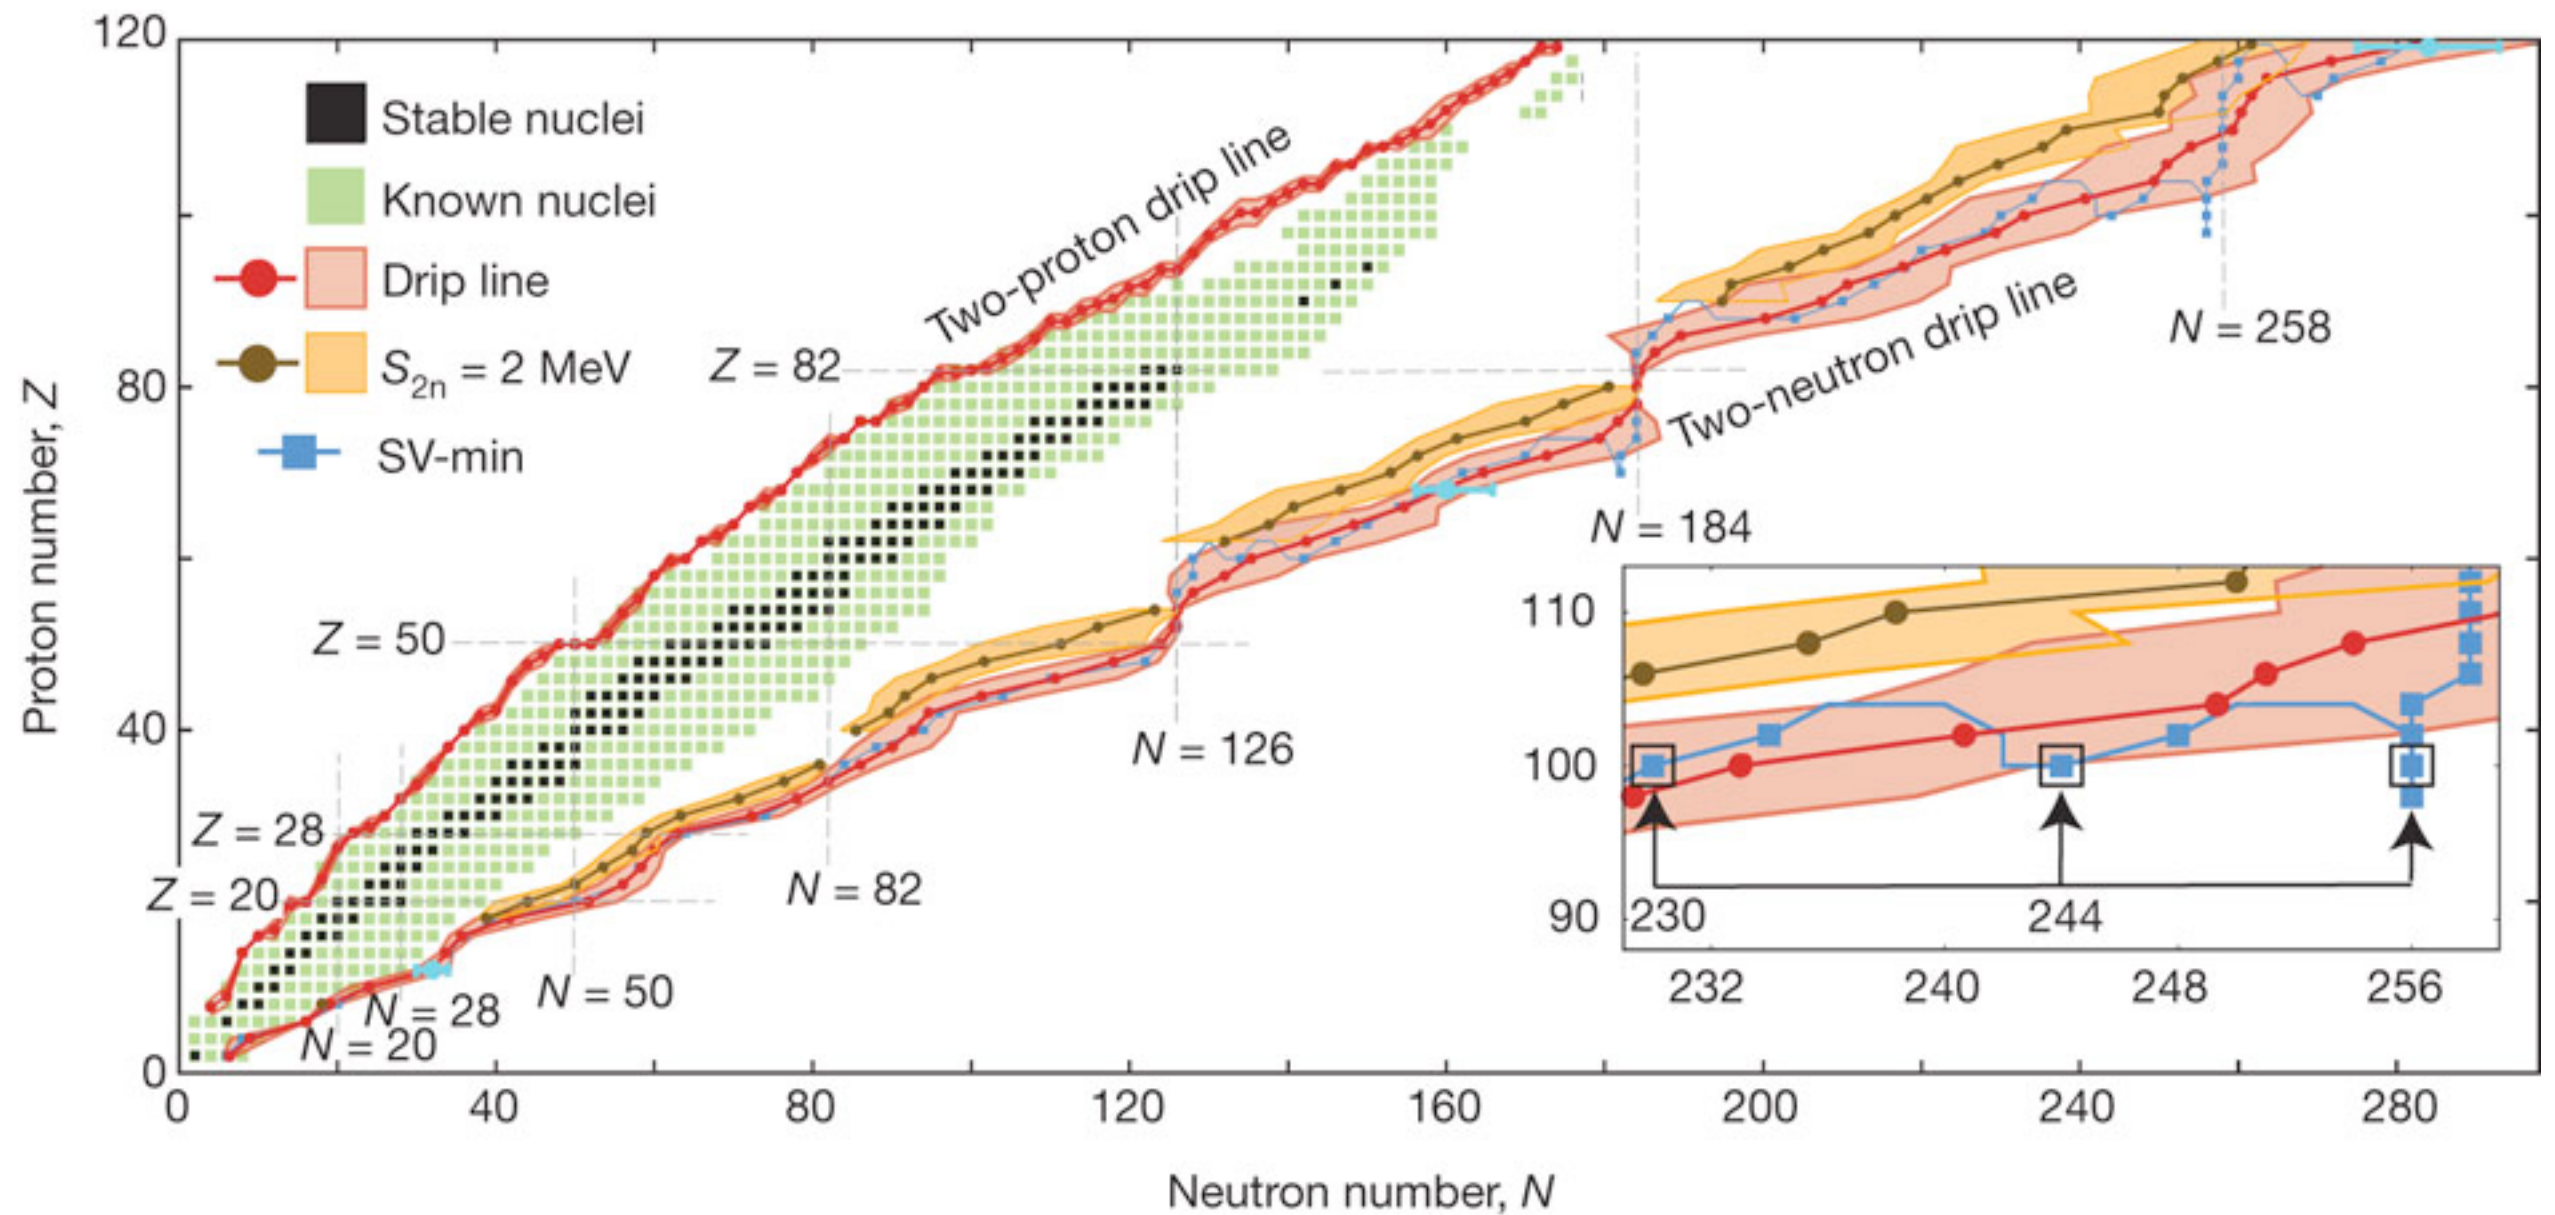 120
80
40
0
Proton number, Z
Stable nuclei
Known nuclei
Drip line
S2n = 2 MeV
SV-min
Two-proton drip line
Two-neutron drip line
Z = 82
Z = 50
Z = 28
Z = 20
N = 258
N = 184
N = 126
N = 82
N = 50
N = 28
N = 20
110
100
90
230
244
232
240
248
256
0
40
80
120
160
200
240
280
Neutron number, N